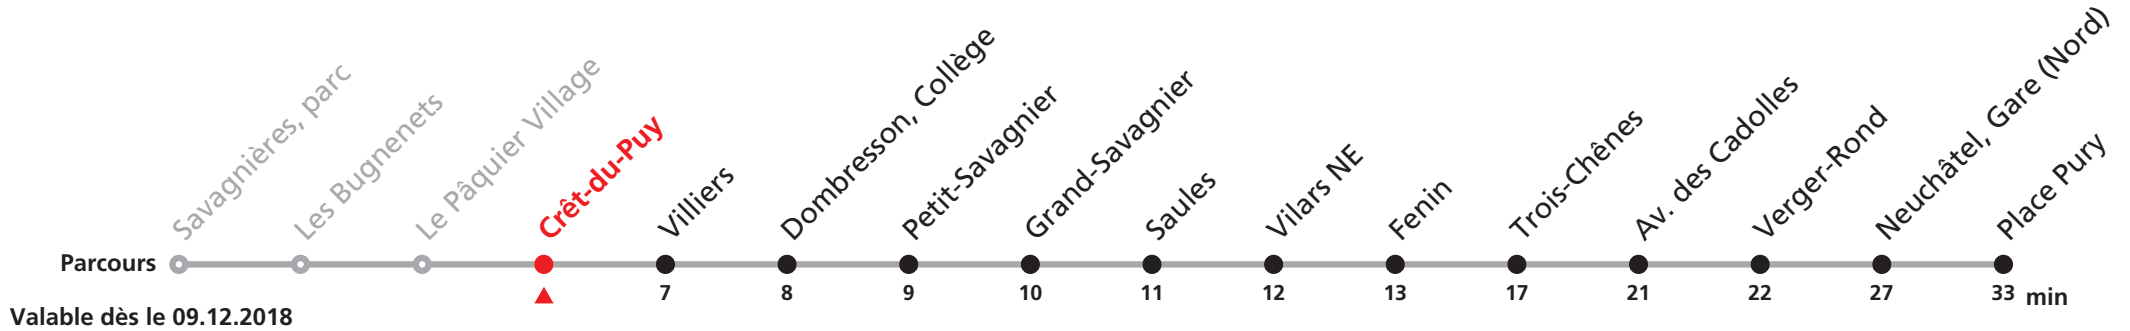 Savagnières, parc
Les Bugnenets
Le Pâquier Village
Crêt-du-Puy
Villiers
Dombresson, Collège
Petit-Savagnier
Grand-Savagnier
Saules
Vilars NE
Fenin
Trois-Chênes
Av. des Cadolles
Verger-Rond
Neuchâtel, Gare (Nord)
Place Pury
Parcours
7 8 9 10 11 12 13 17 21 22 27 33 min
Valable dès le 09.12.2018